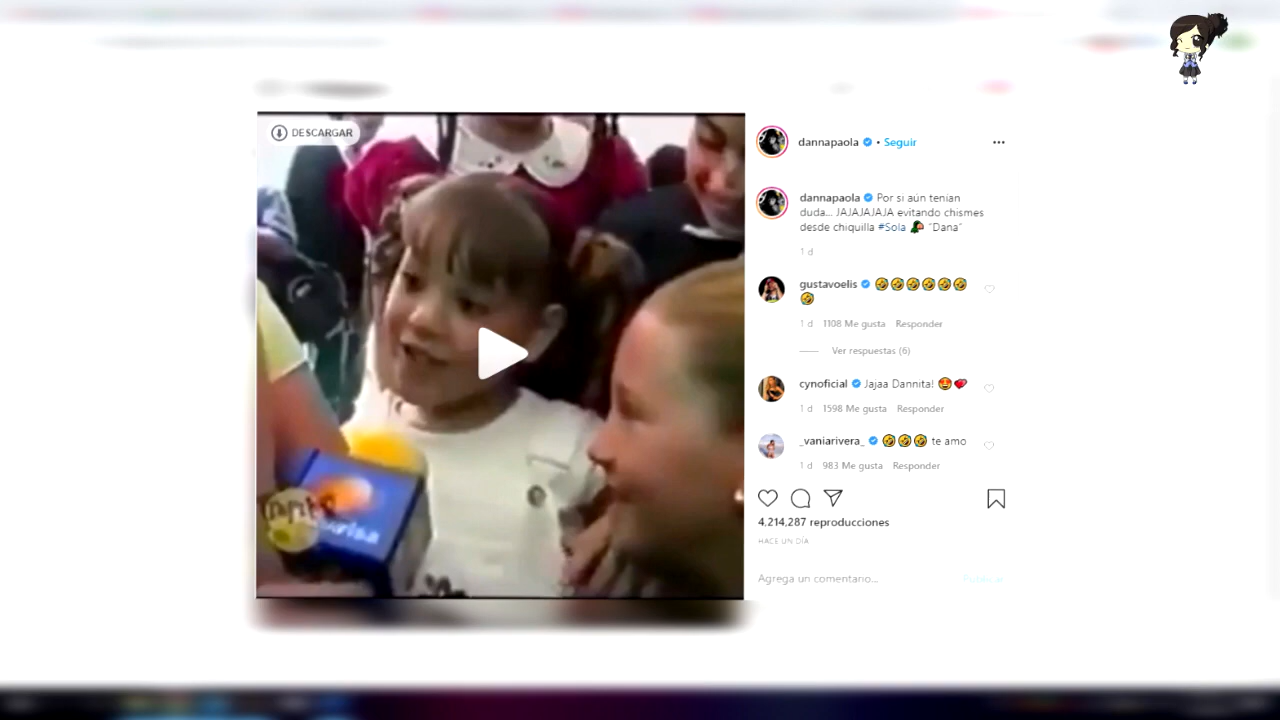 DESCARGAR
dannapaola • Seguir
dannapaola Por si aún tenían
duda... JAJAJAJAJA evitando chismes
desde chiquilla #Sola "Dana"
1 d
gustavoelis
1 d 1108 Me gusta Responder
Ver respuestas (6)
cynoficial Jajaa Dannita!
1 d 1598 Me gusta Responder
_vaniarivera_ te amo
1 d 983 Me gusta Responder
4,214,287 reproducciones
HACE UN DÍA
Agrega un comentario...
Publicar